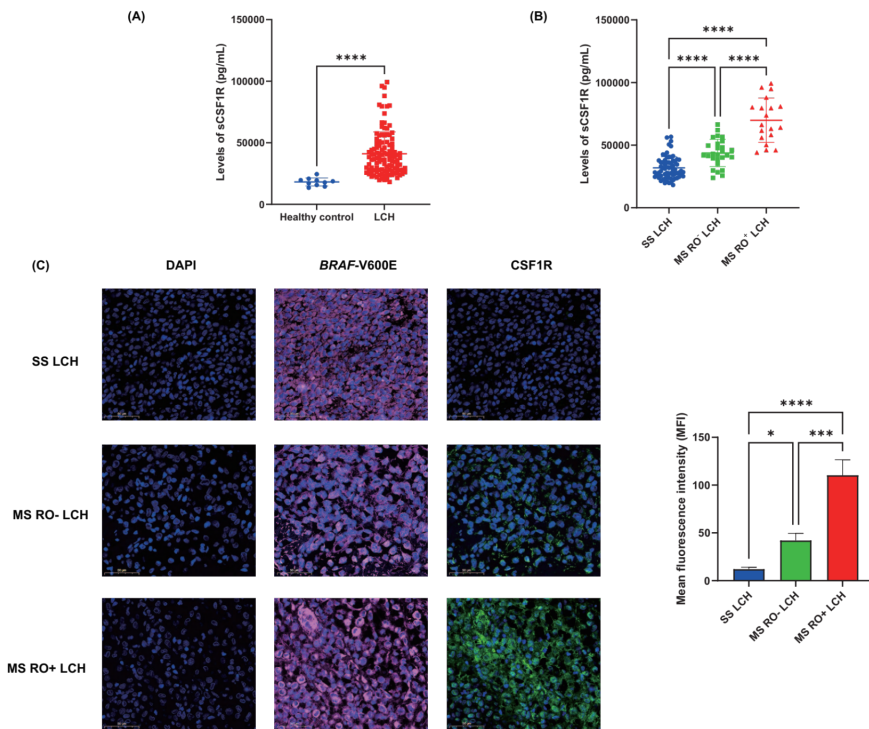 (A)
Levels of sCSF1R (pg/mL)
150000
100000
50000
0
****
Healthy control
LCH
(B)
Levels of sCSF1R (pg/mL)
150000
100000
50000
0
****
**** ****
SS LCH
MS RO⁻ LCH
MS RO⁺ LCH
(C)
DAPI
BRAF-V600E
CSF1R
SS LCH
MS RO- LCH
MS RO+ LCH
Mean fluorescence intensity (MFI)
150
100
50
0
****
* ***
SS LCH
MS RO- LCH
MS RO+ LCH